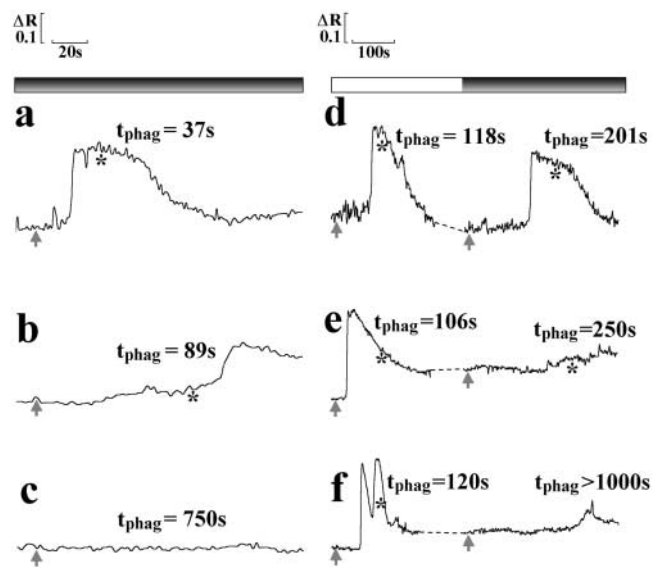 ΔR
0.1
20s
ΔR
0.1
100s
a
tphag = 37s
*
b
tphag = 89s
*
c
tphag = 750s
d
tphag = 118s
*
tphag =201s
*
e
tphag=106s
*
tphag=250s
*
f
tphag=120s
*
tphag>1000s